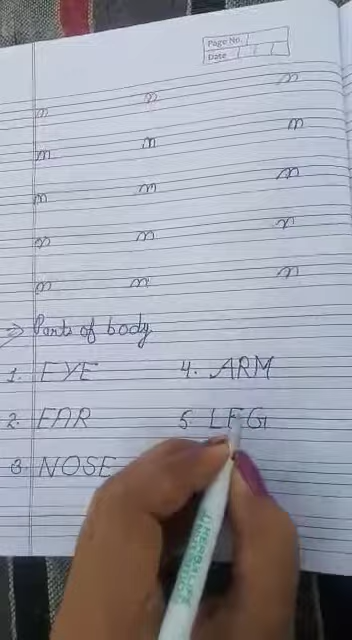 Page No.
Date
m m m
m m m
m m m
m m m
m m m
⇒ Parts of body
1. EYE 4. ARM
2. EAR 5. LEG
3. NOSE